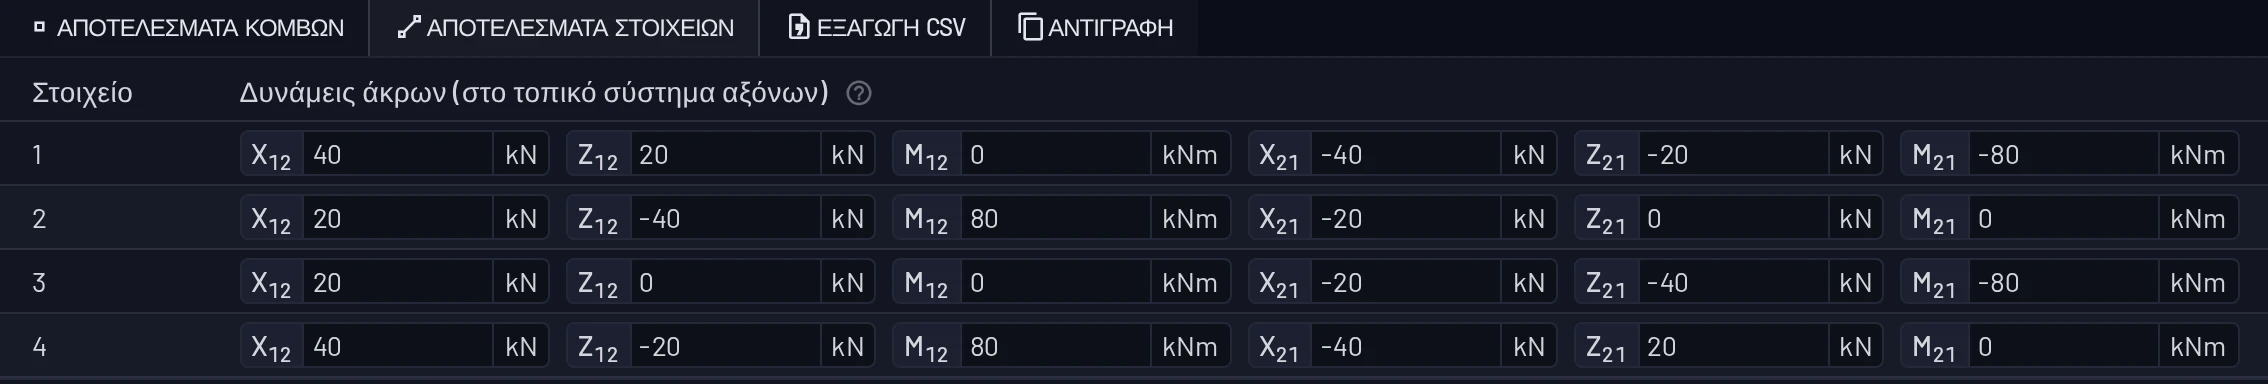 ΑΠΟΤΕΛΕΣΜΑΤΑ ΚΟΜΒΩΝ ΑΠΟΤΕΛΕΣΜΑΤΑ ΣΤΟΙΧΕΙΩΝ ΕΞΑΓΩΓΗ CSV ΑΝΤΙΓΡΑΦΗ
Στοιχείο Δυνάμεις άκρων (στο τοπικό σύστημα αξόνων) ?
1 X12 40 kN Z12 20 kN M12 0 kNm X21 -40 kN Z21 -20 kN M21 -80 kNm
2 X12 20 kN Z12 -40 kN M12 80 kNm X21 -20 kN Z21 0 kN M21 0 kNm
3 X12 20 kN Z12 0 kN M12 0 kNm X21 -20 kN Z21 -40 kN M21 -80 kNm
4 X12 40 kN Z12 -20 kN M12 80 kNm X21 -40 kN Z21 20 kN M21 0 kNm